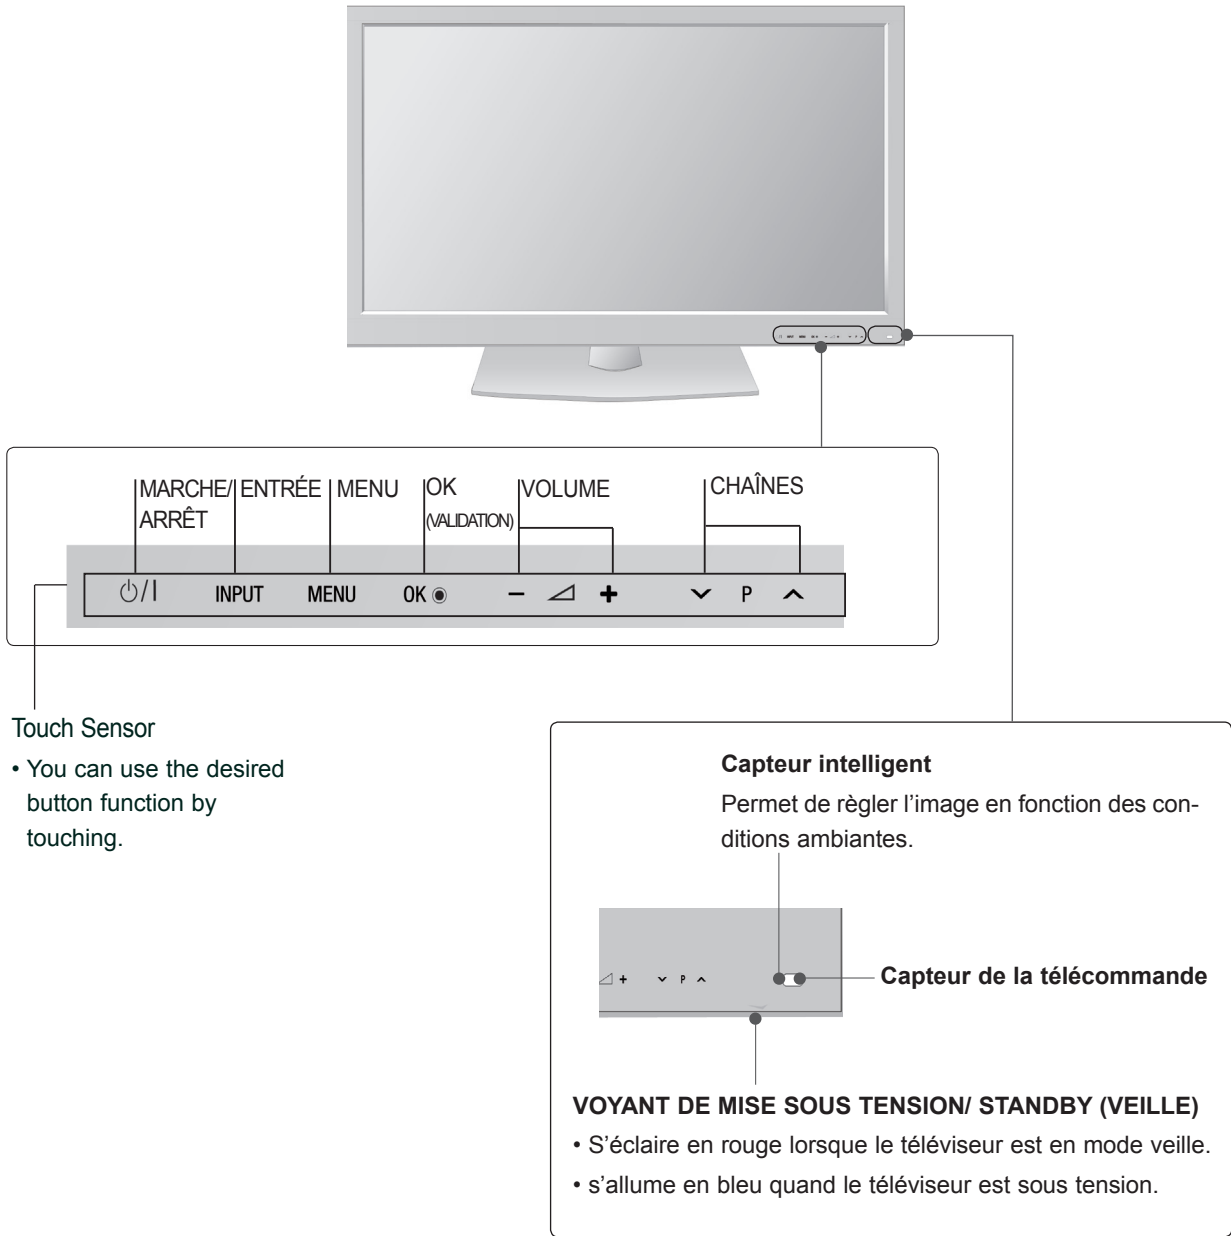 MARCHE/ ENTRÉE MENU OK VOLUME CHAÎNES
ARRÊT (VALIDATION)
⏻/I INPUT MENU OK ◉ − + P
Touch Sensor
• You can use the desired
button function by
touching.
Capteur intelligent
Permet de règler l’image en fonction des con-
ditions ambiantes.
+ P
Capteur de la télécommande
VOYANT DE MISE SOUS TENSION/ STANDBY (VEILLE)
• S’éclaire en rouge lorsque le téléviseur est en mode veille.
• s’allume en bleu quand le téléviseur est sous tension.